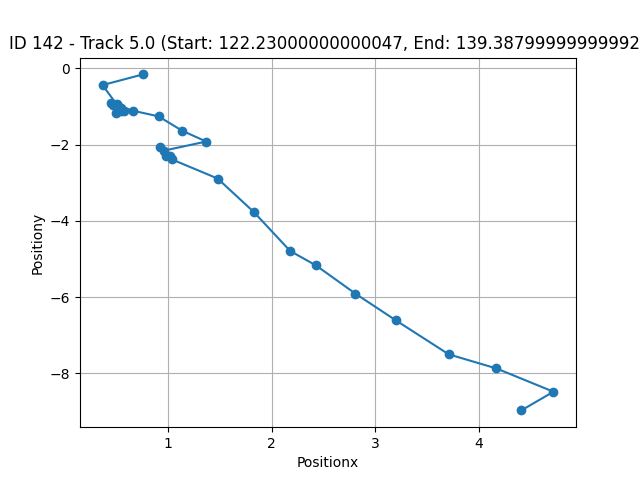 ID 142 - Track 5.0 (Start: 122.23000000000047, End: 139.38799999999992
0
−2
−4
−6
−8
Positiony
1 2 3 4
Positionx